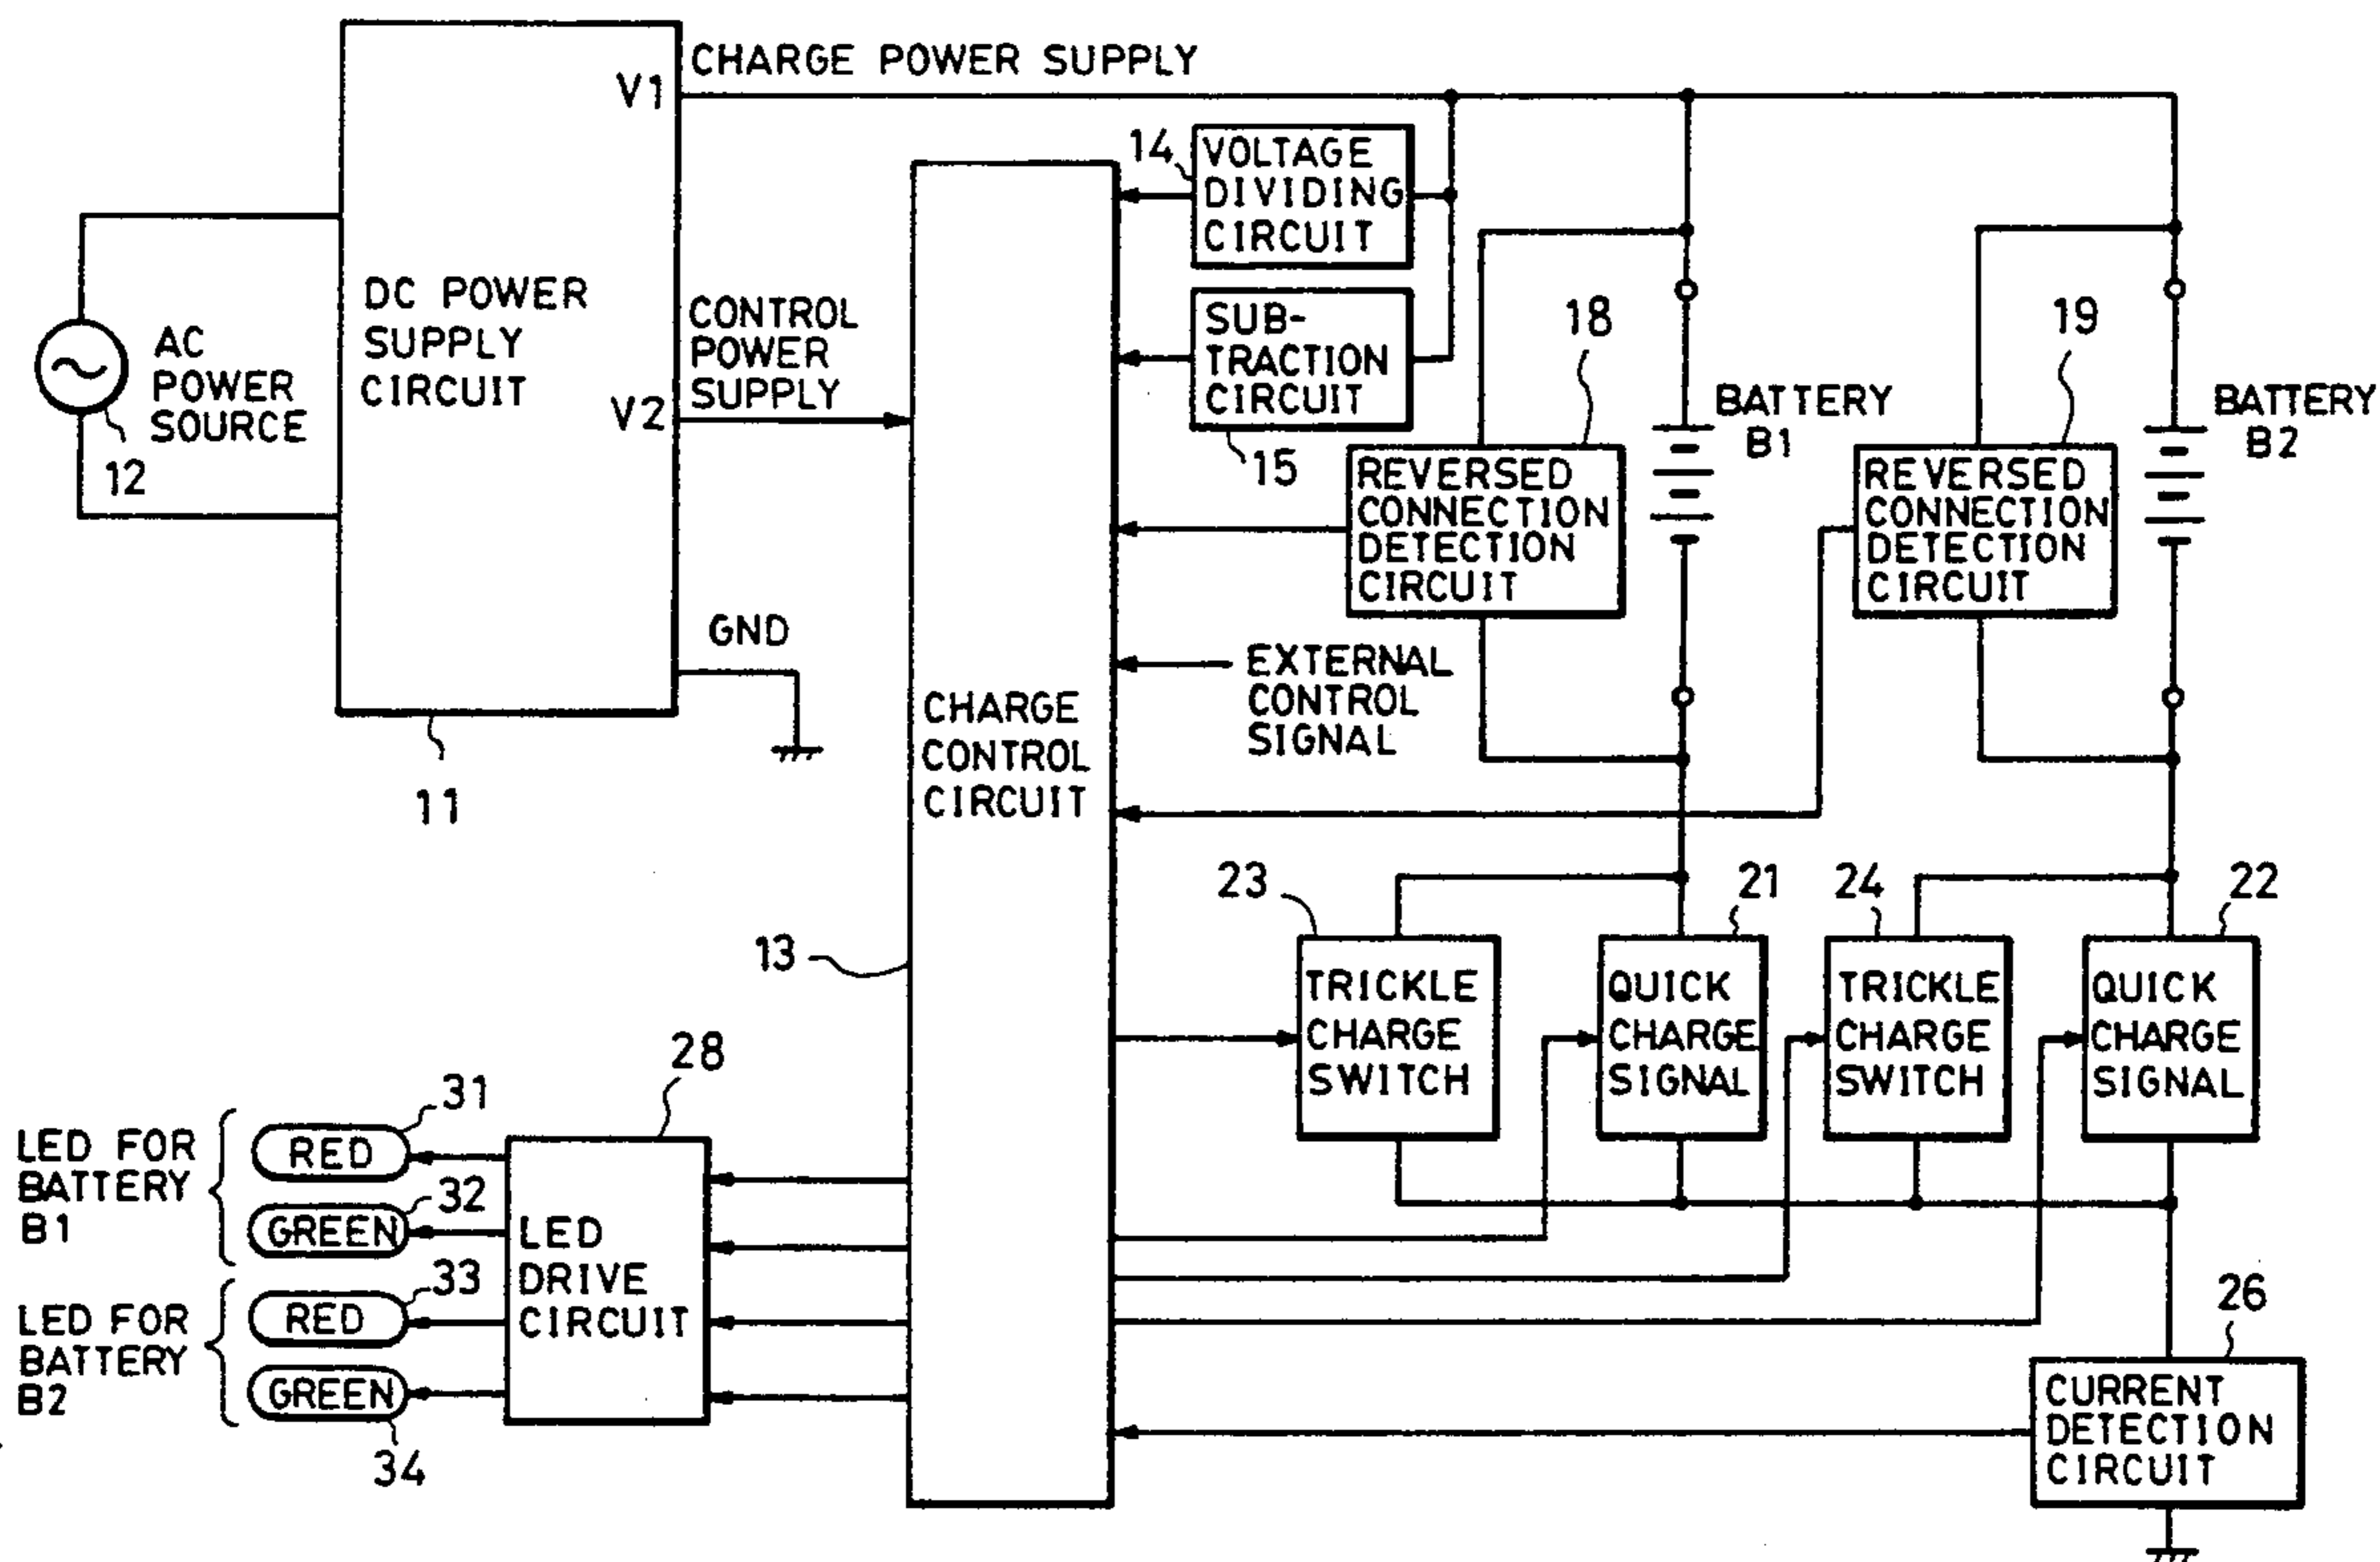 CHARGE POWER SUPPLY
V1
14
VOLTAGE
DIVIDING
CIRCUIT
DC POWER
SUPPLY
CIRCUIT
AC
POWER
SOURCE
12
CONTROL
POWER
SUPPLY
V2
SUB-
TRACTION
CIRCUIT
15
18
19
BATTERY
B1
BATTERY
B2
REVERSED
CONNECTION
DETECTION
CIRCUIT
REVERSED
CONNECTION
DETECTION
CIRCUIT
GND
11
EXTERNAL
CONTROL
SIGNAL
CHARGE
CONTROL
CIRCUIT
13
23
21
24
22
TRICKLE
CHARGE
SWITCH
QUICK
CHARGE
SIGNAL
TRICKLE
CHARGE
SWITCH
QUICK
CHARGE
SIGNAL
28
31
LED FOR
BATTERY
B1
RED
32
GREEN
33
LED FOR
BATTERY
B2
RED
GREEN
34
LED
DRIVE
CIRCUIT
26
CURRENT
DETECTION
CIRCUIT